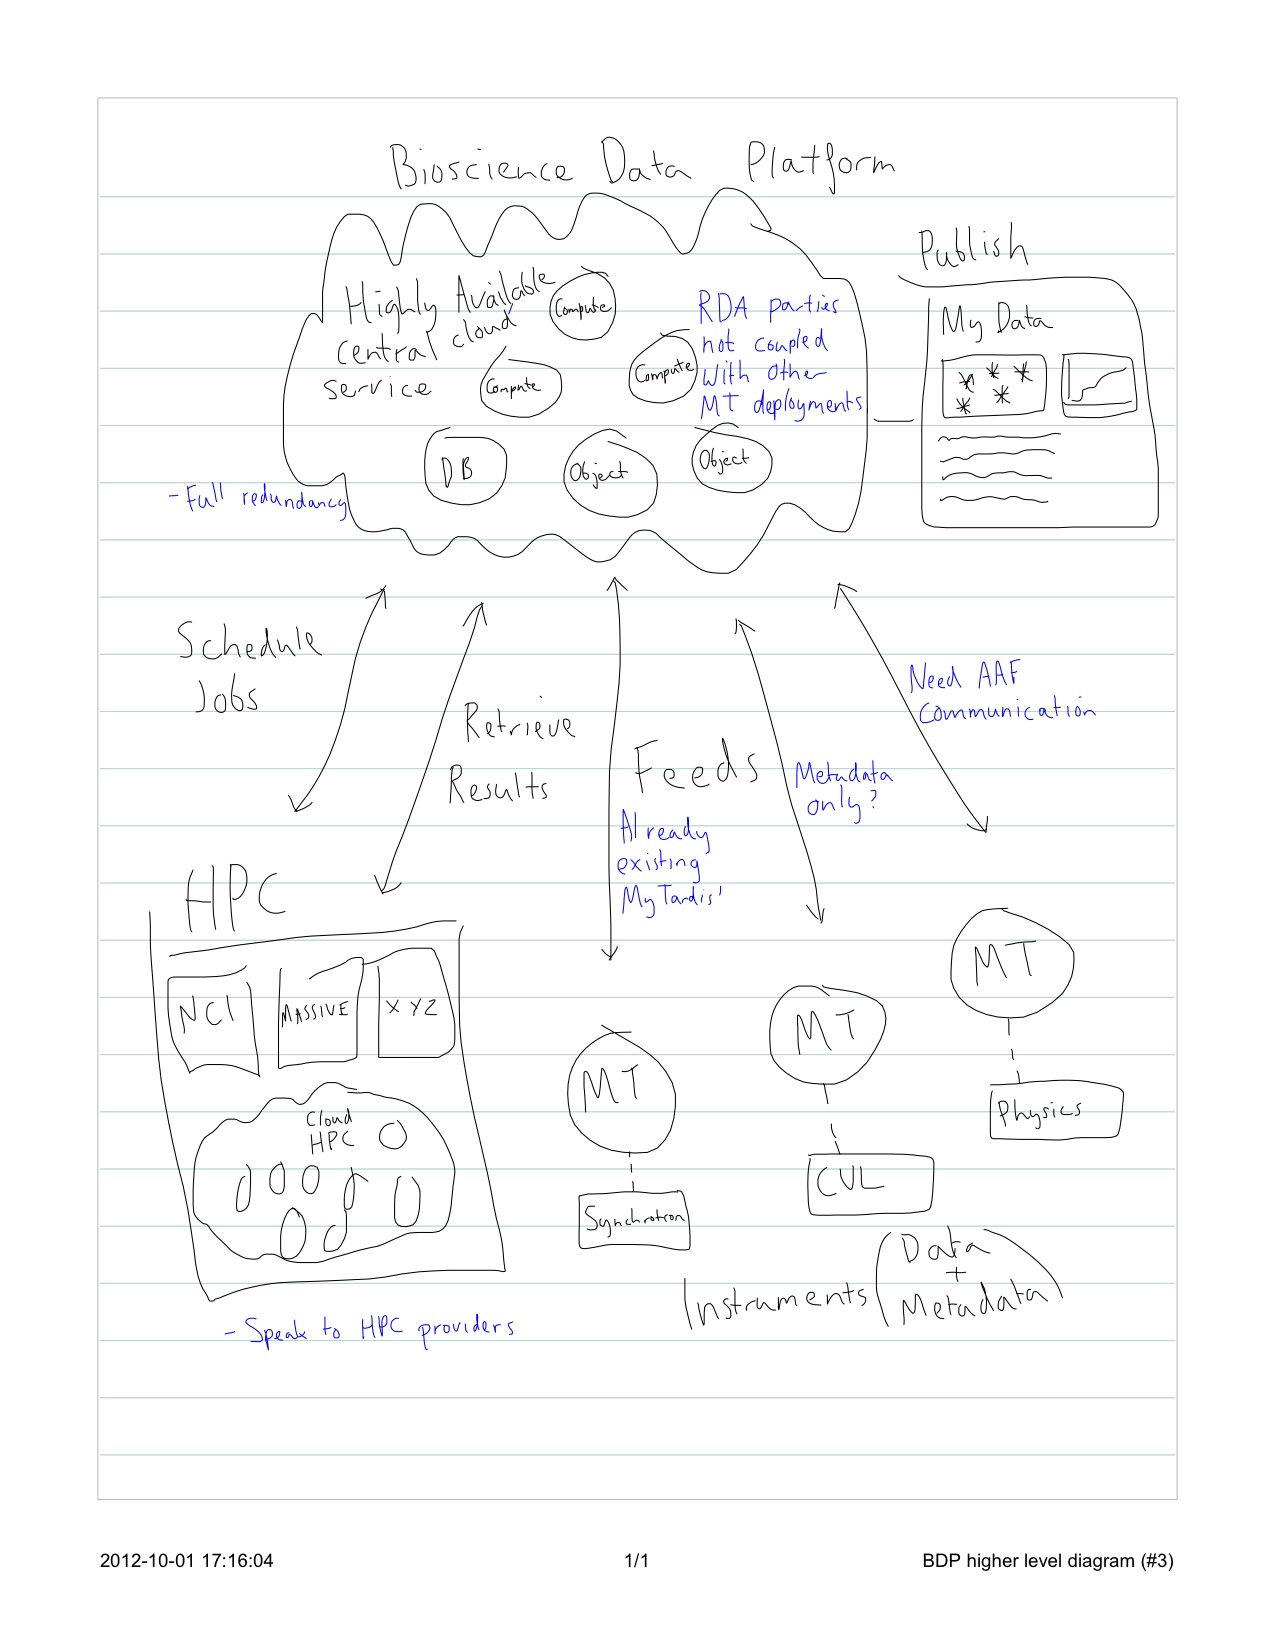 Bioscience Data Platform
Publish
My Data
Highly Available
central cloud
service
Compute
Compute
Compute
RDA parties
not coupled
with other
MT deployments
DB
Object
Object
- Full redundancy
Schedule
Jobs
Retrieve
Results
Feeds
Already
existing
MyTardis'
Metadata
only?
Need AAF
Communication
HPC
NCI
MASSIVE
XYZ
Cloud
HPC
MT
Synchrotron
MT
CVL
MT
Physics
Instruments (Data
+
Metadata)
- Speak to HPC providers
2012-10-01 17:16:04
1/1
BDP higher level diagram (#3)